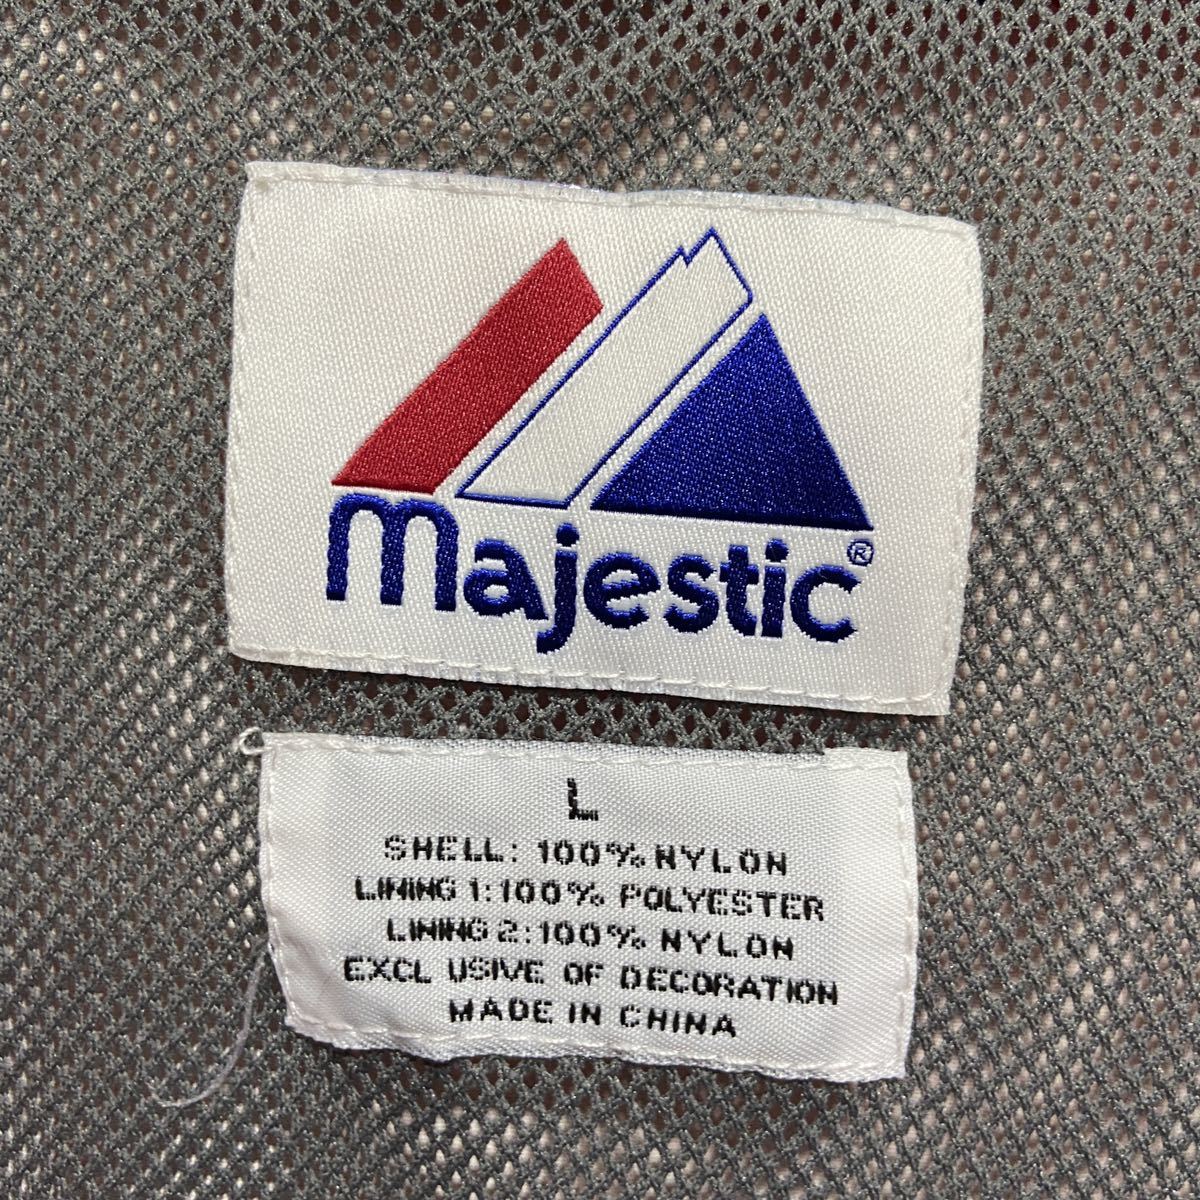 majestic®
L
SHELL: 100% NYLON
LINING 1:100% POLYESTER
LINING 2:100% NYLON
EXCL USIVE OF DECORATION
MADE IN CHINA